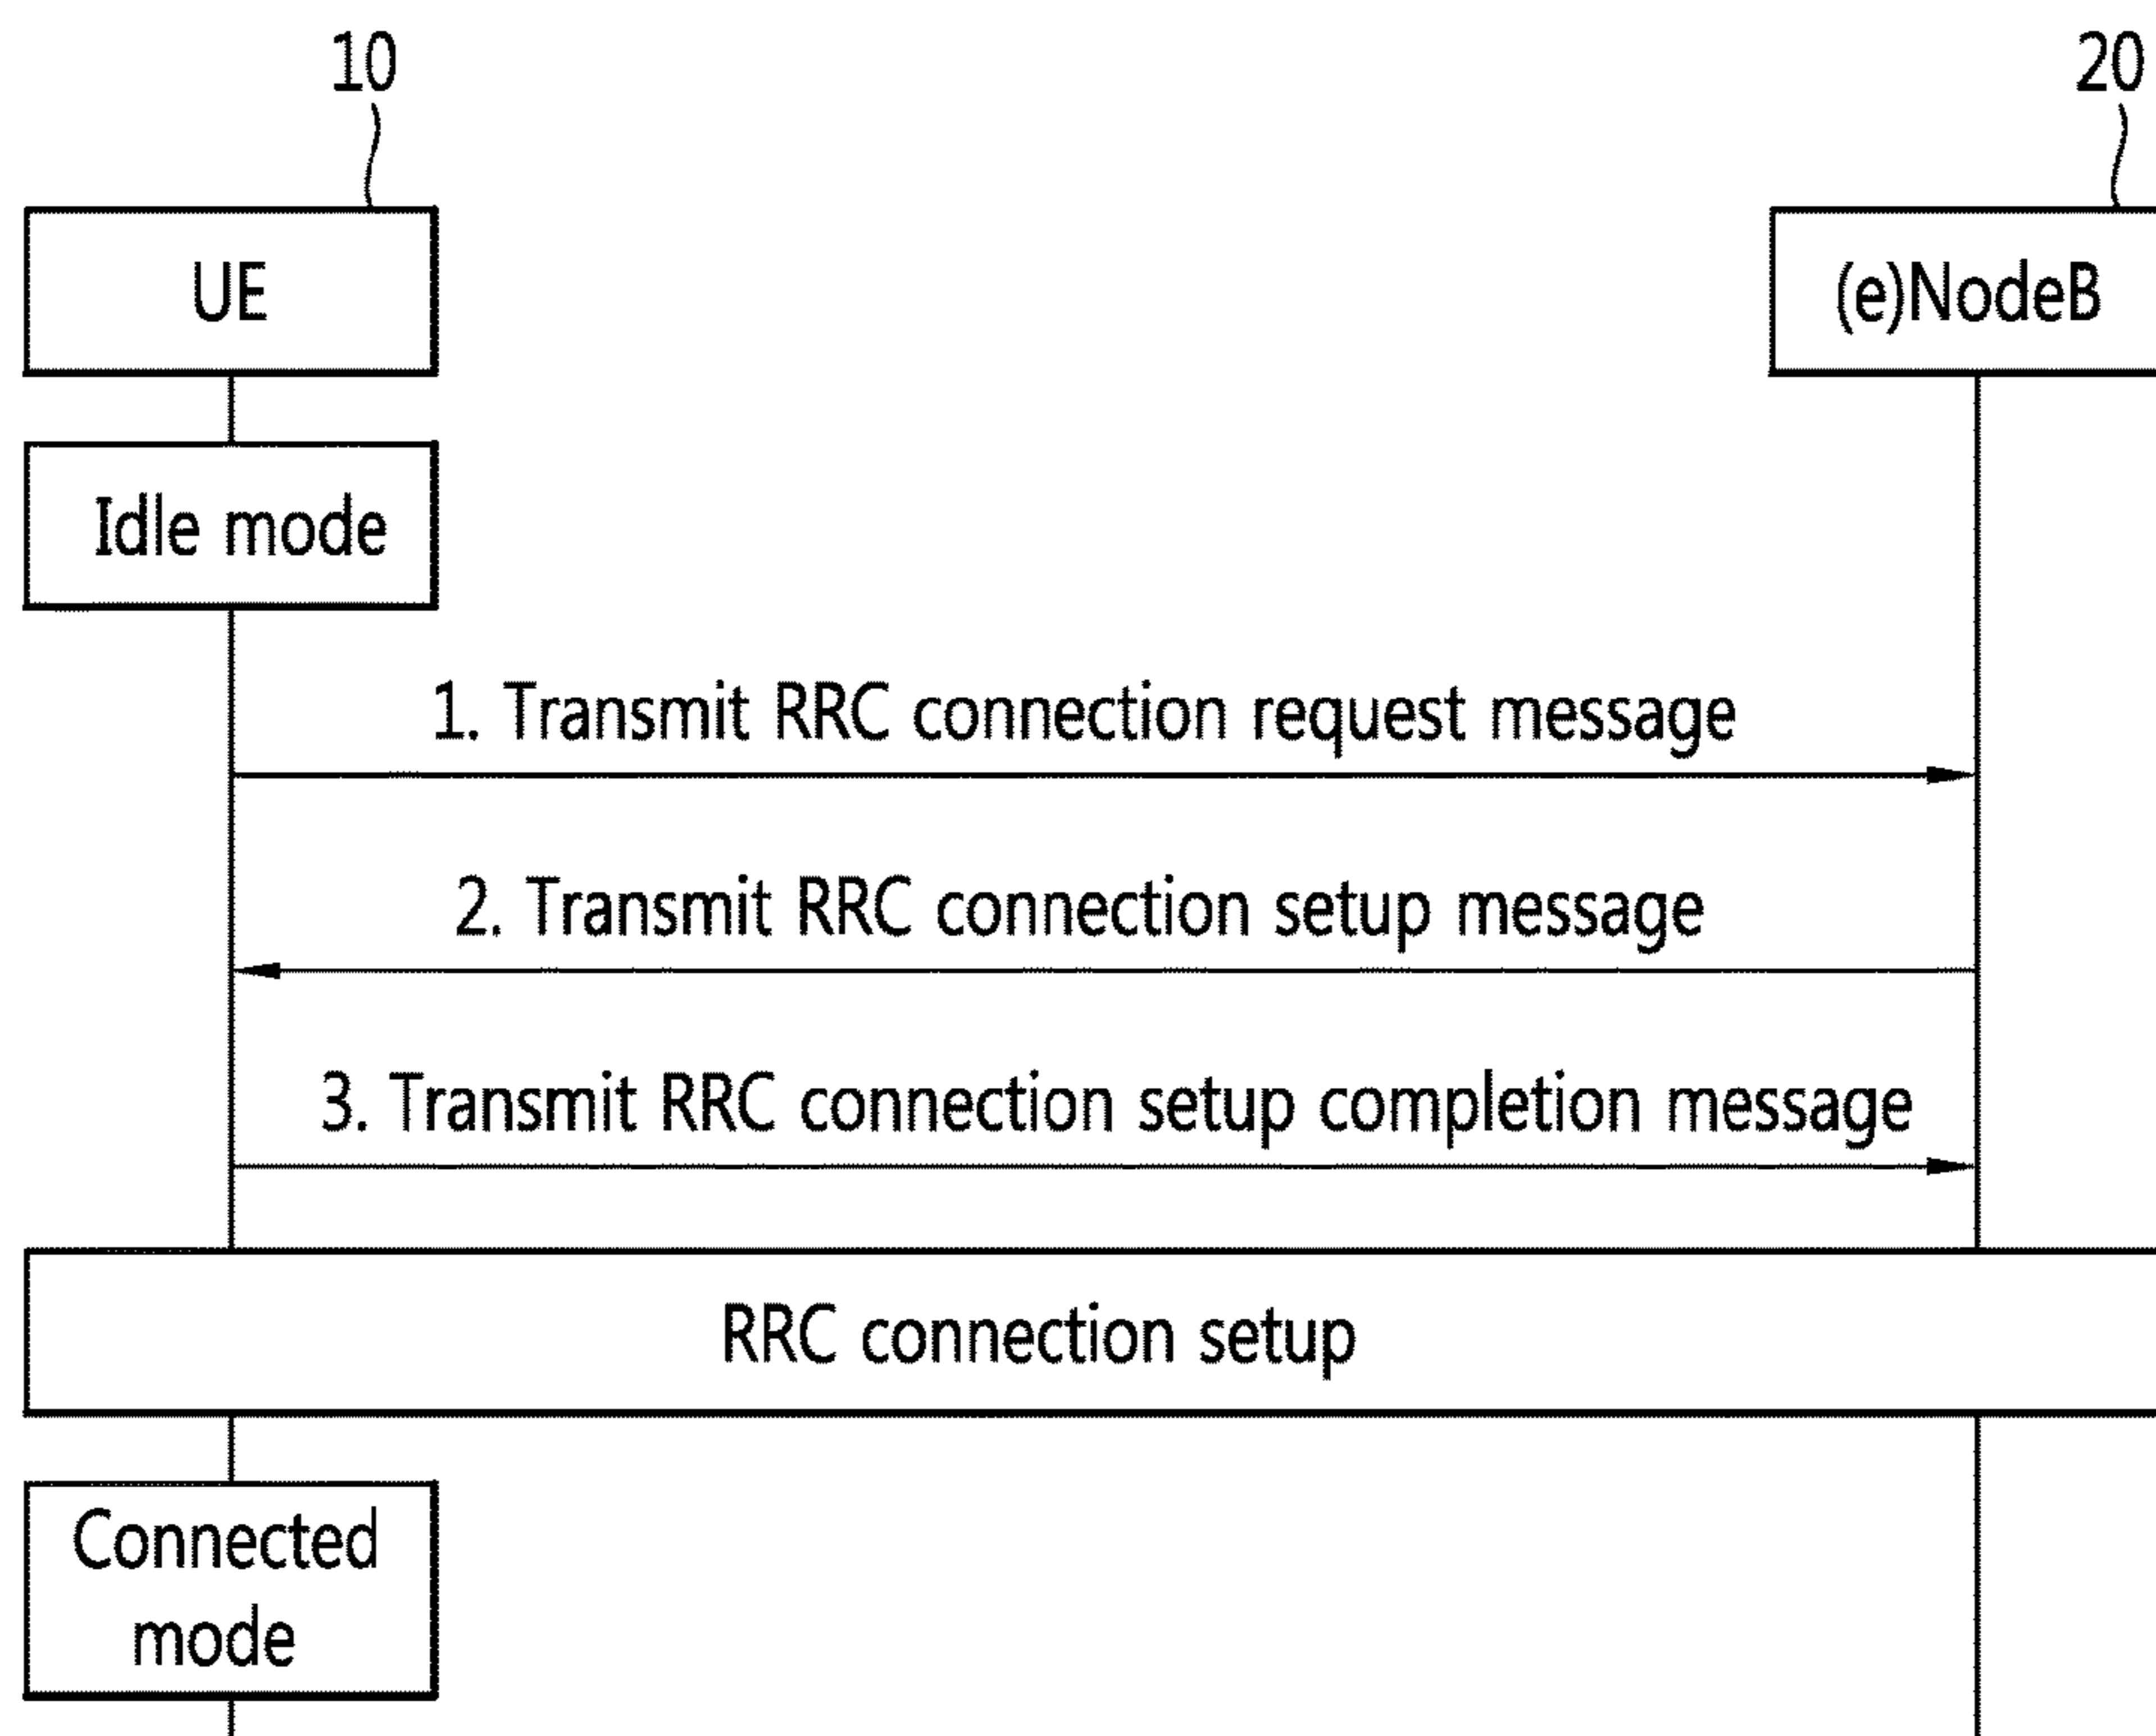 10
20
UE
(e)NodeB
Idle mode
1. Transmit RRC connection request message
2. Transmit RRC connection setup message
3. Transmit RRC connection setup completion message
RRC connection setup
Connected
mode